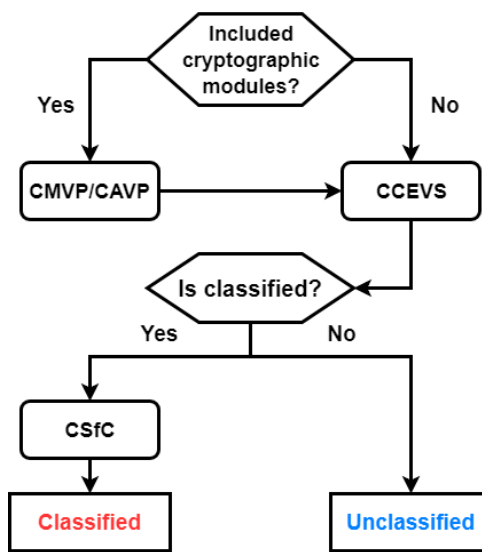 Included
cryptographic
modules?
Yes
No
CMVP/CAVP
CCEVS
Is classified?
Yes
No
CSfC
Classified
Unclassified